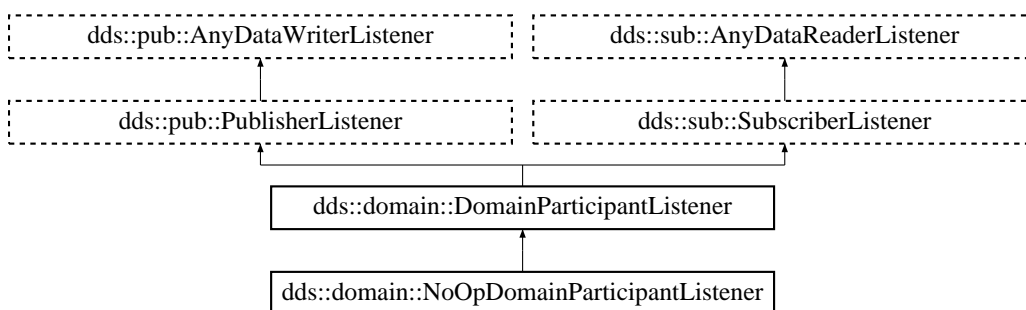 dds::pub::AnyDataWriterListener
dds::sub::AnyDataReaderListener
dds::pub::PublisherListener
dds::sub::SubscriberListener
dds::domain::DomainParticipantListener
dds::domain::NoOpDomainParticipantListener